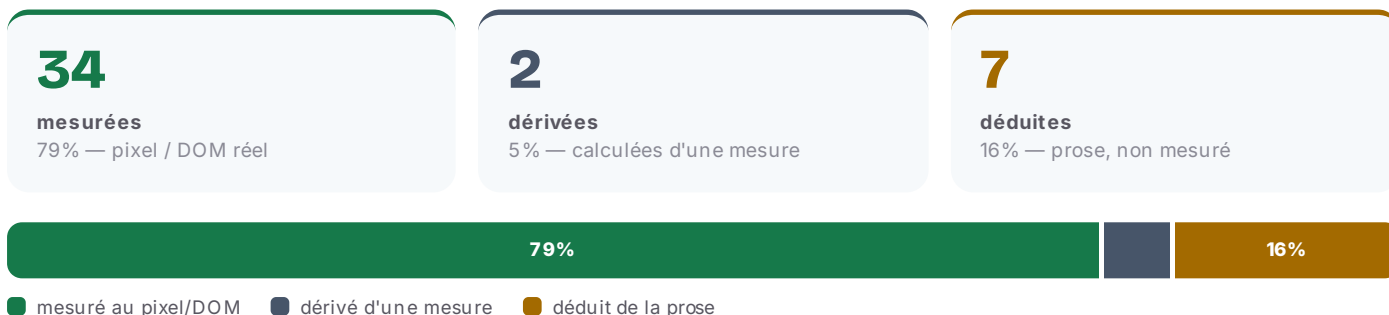 34
mesurées
79% — pixel / DOM réel
2
dérivées
5% — calculées d'une mesure
7
déduites
16% — prose, non mesuré
79%
16%
mesuré au pixel/DOM
dérivé d'une mesure
déduit de la prose